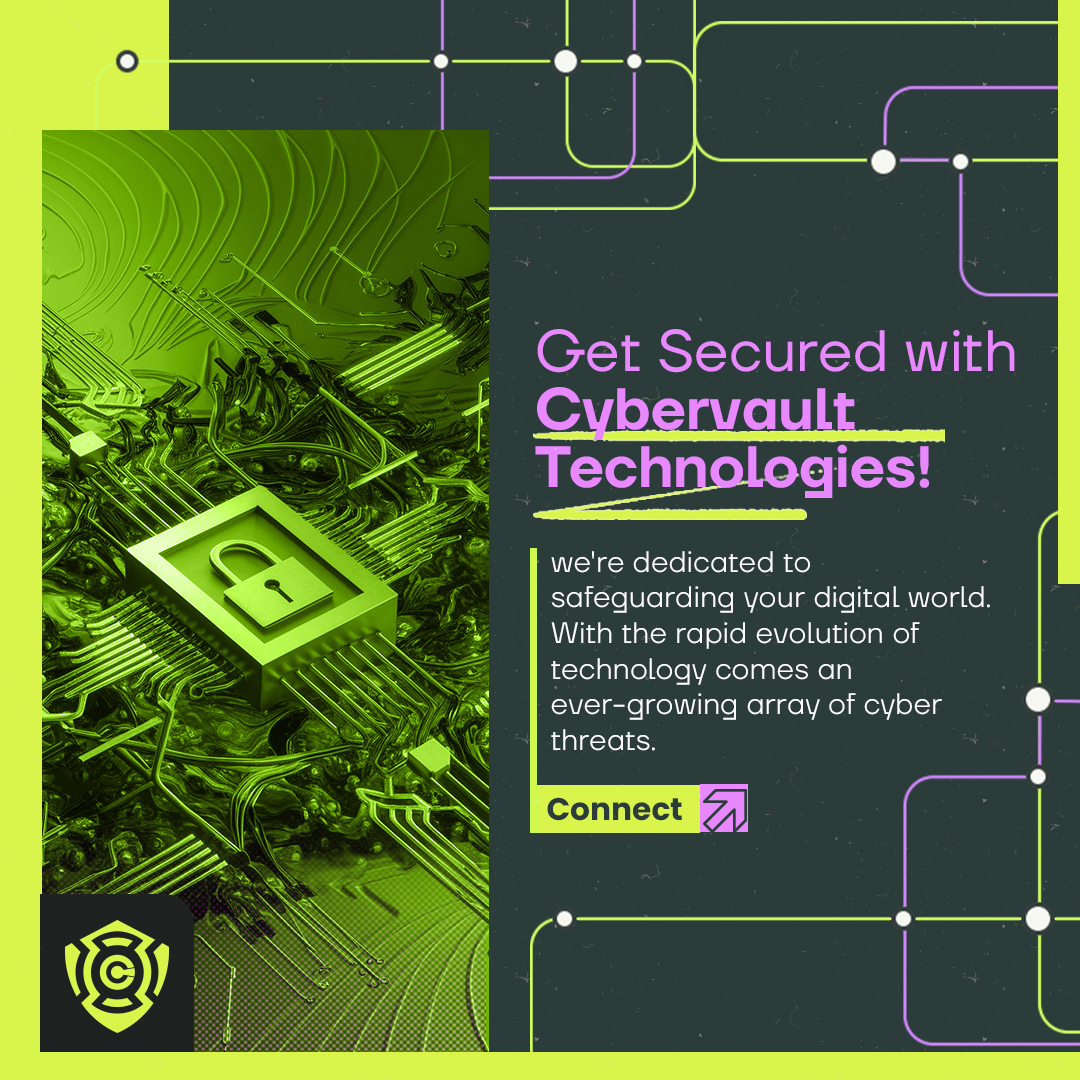 Get Secured with
Cybervault
Technologies!
we're dedicated to
safeguarding your digital world.
With the rapid evolution of
technology comes an
ever-growing array of cyber
threats.
Connect
C